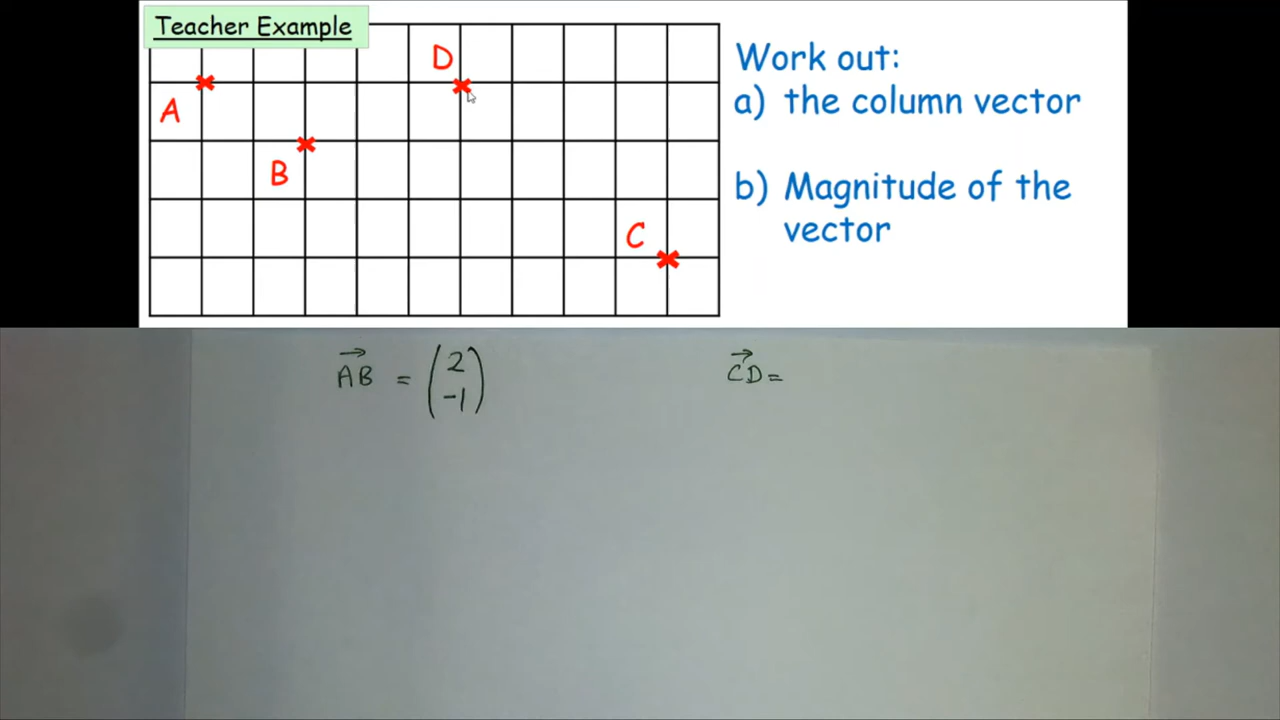 Teacher Example
D
A
B
C
Work out:
a) the column vector
b) Magnitude of the
vector
→ →
AB = (2 CD =
-1)